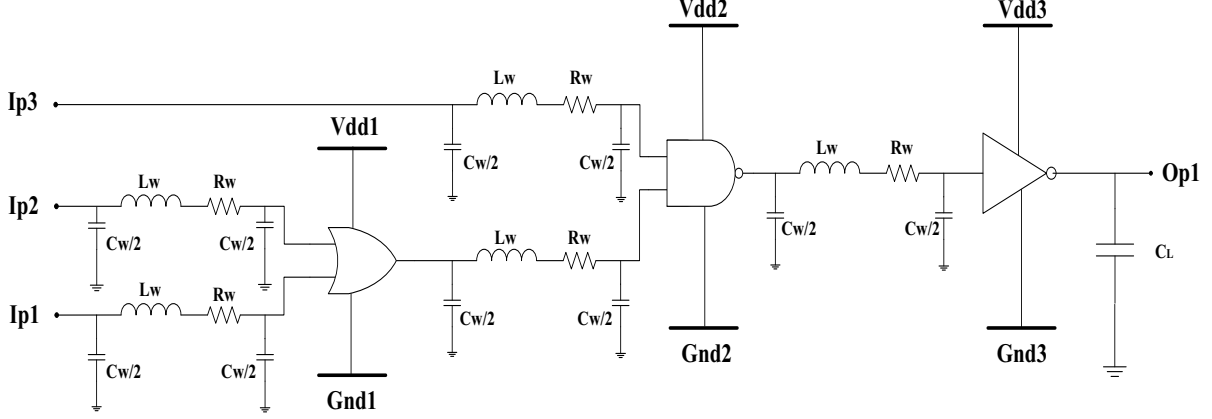 Vdd2
Vdd3
Lw
Rw
Ip3
Vdd1
Cw/2
Cw/2
Lw
Rw
Op1
Lw
Rw
Ip2
Cw/2
Cw/2
Lw
Rw
Cw/2
Cw/2
CL
Lw
Rw
Ip1
Cw/2
Cw/2
Cw/2
Cw/2
Gnd2
Gnd3
Gnd1